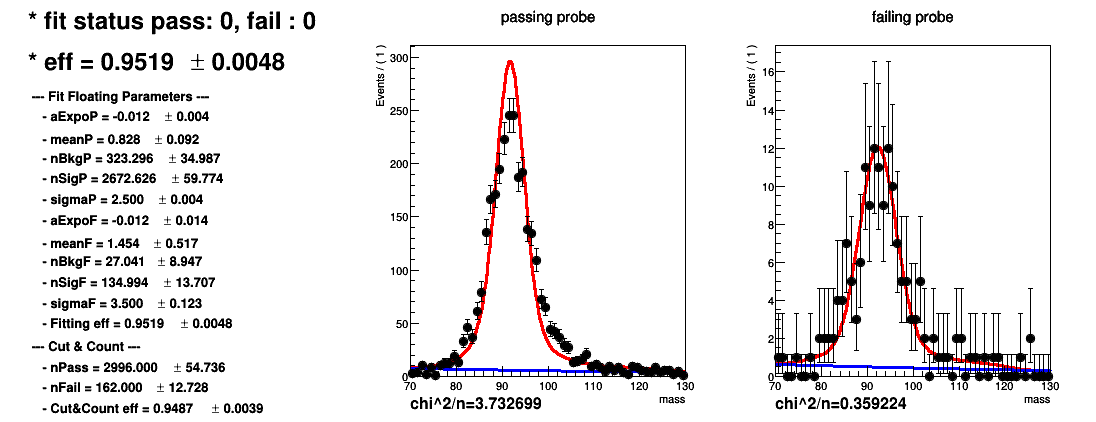 * fit status pass: 0, fail : 0
* eff = 0.9519 ± 0.0048
--- Fit Floating Parameters ---
- aExpoP = -0.012 ± 0.004
- meanP = 0.828 ± 0.092
- nBkgP = 323.296 ± 34.987
- nSigP = 2672.626 ± 59.774
- sigmaP = 2.500 ± 0.004
- aExpoF = -0.012 ± 0.014
- meanF = 1.454 ± 0.517
- nBkgF = 27.041 ± 8.947
- nSigF = 134.994 ± 13.707
- sigmaF = 3.500 ± 0.123
- Fitting eff = 0.9519 ± 0.0048
--- Cut & Count ---
- nPass = 2996.000 ± 54.736
- nFail = 162.000 ± 12.728
- Cut&Count eff = 0.9487 ± 0.0039
passing probe
Events / ( 1 )
300
250
200
150
100
50
0
70 80 90 100 110 120 130
mass
chi^2/n=3.732699
failing probe
Events / ( 1 )
16
14
12
10
8
6
4
2
0
70 80 90 100 110 120 130
mass
chi^2/n=0.359224